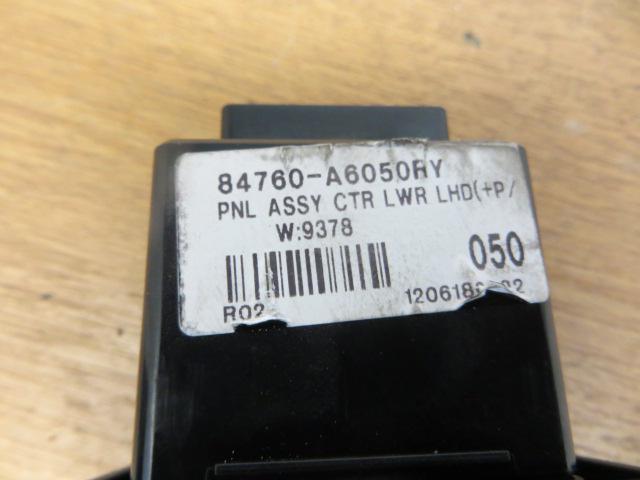 84760-A6050RY
PNL ASSY CTR LWR LHD(+P/
W:9378
050
R02